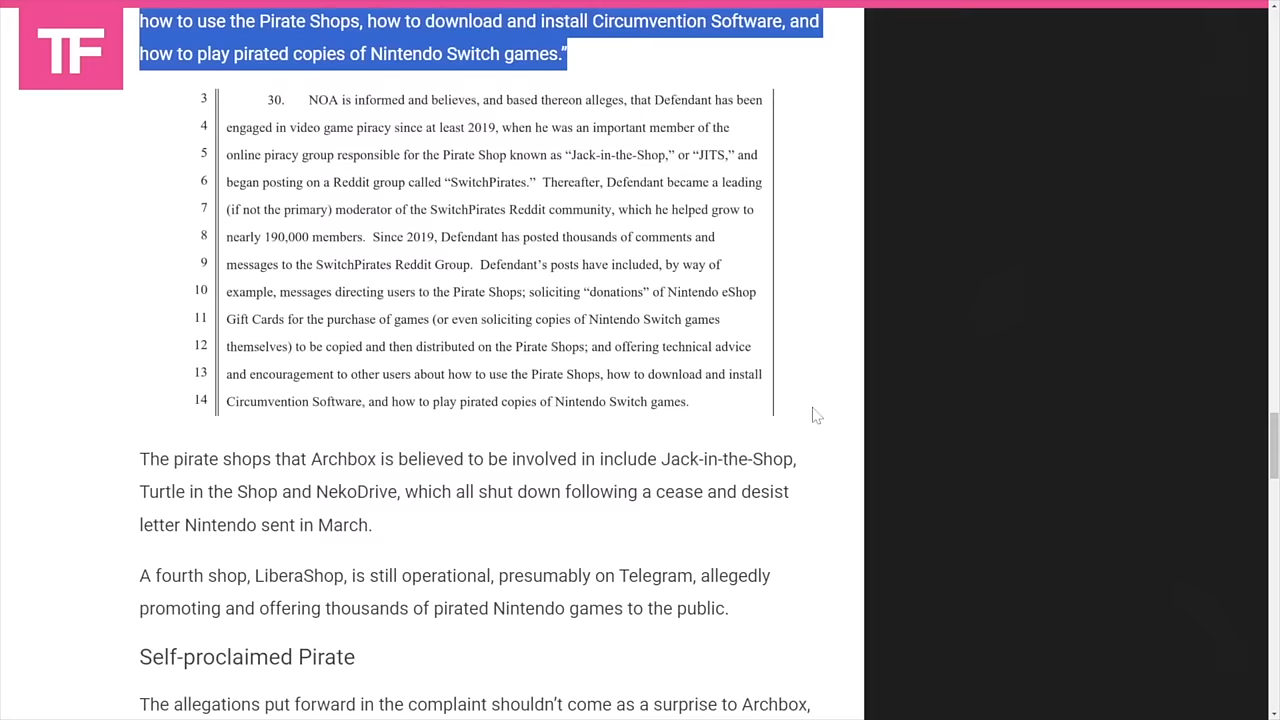 how to use the Pirate Shops, how to download and install Circumvention Software, and
TF
how to play pirated copies of Nintendo Switch games.”
3 30. NOA is informed and believes, and based thereon alleges, that Defendant has been
4 engaged in video game piracy since at least 2019, when he was an important member of the
5 online piracy group responsible for the Pirate Shop known as “Jack-in-the-Shop,” or “JITS,” and
6 began posting on a Reddit group called “SwitchPirates.” Thereafter, Defendant became a leading
7 (if not the primary) moderator of the SwitchPirates Reddit community, which he helped grow to
8 nearly 190,000 members. Since 2019, Defendant has posted thousands of comments and
9 messages to the SwitchPirates Reddit Group. Defendant’s posts have included, by way of
10 example, messages directing users to the Pirate Shops; soliciting “donations” of Nintendo eShop
11 Gift Cards for the purchase of games (or even soliciting copies of Nintendo Switch games
12 themselves) to be copied and then distributed on the Pirate Shops; and offering technical advice
13 and encouragement to other users about how to use the Pirate Shops, how to download and install
14 Circumvention Software, and how to play pirated copies of Nintendo Switch games.
The pirate shops that Archbox is believed to be involved in include Jack-in-the-Shop,
Turtle in the Shop and NekoDrive, which all shut down following a cease and desist
letter Nintendo sent in March.
A fourth shop, LiberaShop, is still operational, presumably on Telegram, allegedly
promoting and offering thousands of pirated Nintendo games to the public.
Self-proclaimed Pirate
The allegations put forward in the complaint shouldn’t come as a surprise to Archbox,